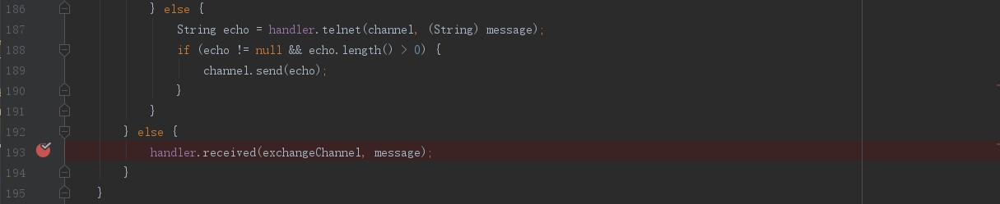 186 } else {
187 String echo = handler.telnet(channel, (String) message);
188 if (echo != null && echo.length() > 0) {
189 channel.send(echo);
190 }
191 }
192 } else {
193 handler.received(exchangeChannel, message);
194 }
195 }